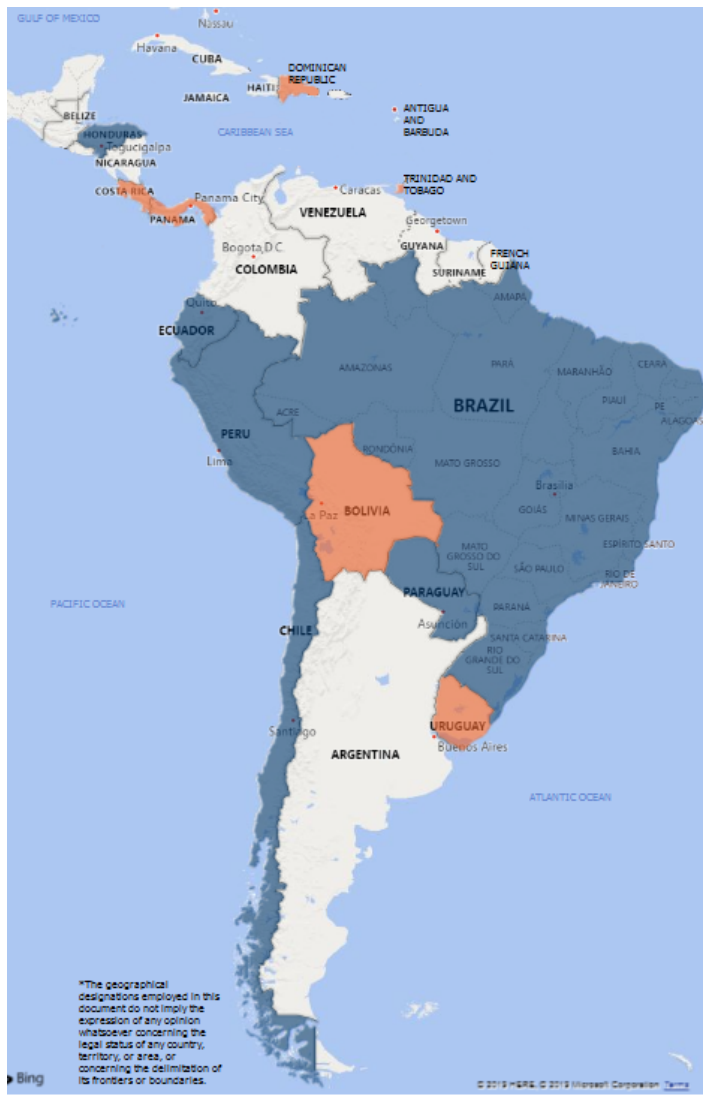 GULF OF MEXICO
Nassau
Havana
CUBA
DOMINICAN
REPUBLIC
HAITI
JAMAICA
ANTIGUA
AND
BARBUDA
BELIZE
CARIBBEAN SEA
HONDURAS
Tegucigalpa
NICARAGUA
TRINIDAD AND
TOBAGO
COSTA RICA
Panama City
Caracas
PANAMA
VENEZUELA
Georgetown
GUYANA
Bogota, D.C.
FRENCH
GUIANA
COLOMBIA
SURINAME
Quito
AMAPA
ECUADOR
AMAZONAS
PARÁ
MARANHÃO
CEARA
PIAUI
BRAZIL
PE
ACRE
ALAGOAS
PERU
RONDÔNIA
BAHIA
Lima
MATO GROSSO
Brasilia
La Paz
BOLIVIA
GOIÁS
MINAS GERAIS
MATO
GROSSO DO
SUL
ESPÍRITO SANTO
SÃO PAULO
RIO DE
JANEIRO
PARAGUAY
PACIFIC OCEAN
PARANÁ
Asunción
CHILE
SANTA CATARINA
RIO
GRANDE DO
SUL
Santiago
URUGUAY
Buenos Aires
ARGENTINA
ATLANTIC OCEAN
*The geographical
designations employed in this
document do not imply the
expression of any opinion
whatsoever concerning the
legal status of any country,
territory, or area, or
concerning the delimitation of
its frontiers or boundaries.
Bing
© 2019 HERE, © 2019 Microsoft Corporation Terms